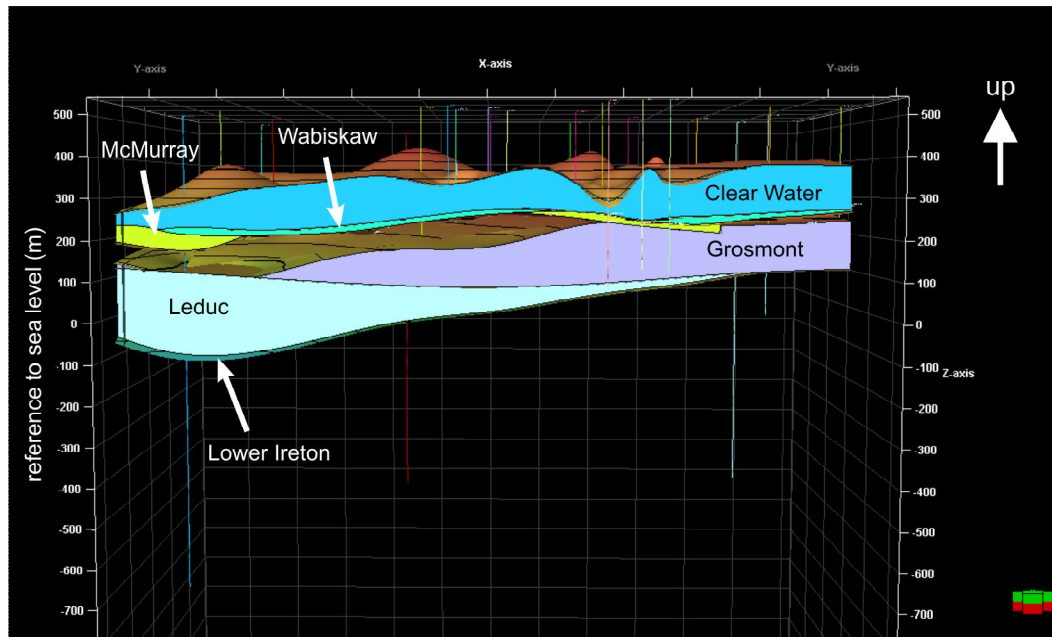 Y-axis
X-axis
Y-axis
up
500
400
300
200
100
0
-100
-200
-300
-400
-500
-600
-700
500
400
300
200
100
0
-100
-200
-300
-400
-500
-600
-700
Z-axis
reference to sea level (m)
McMurray
Wabiskaw
Clear Water
Grosmont
Leduc
Lower Ireton